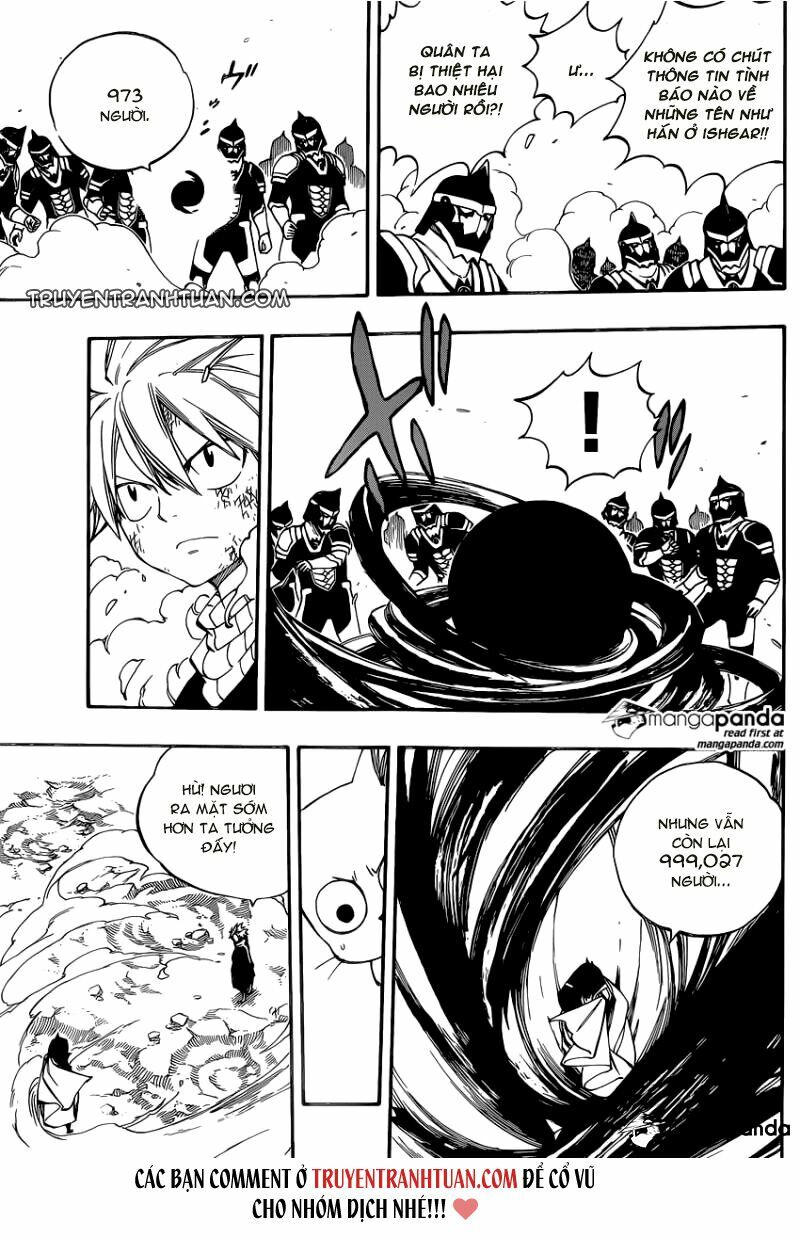 KHÔNG CÓ CHÚT
THÔNG TIN TÌNH
BÁO NÀO VỀ
NHỮNG TÊN NHƯ
HẮN Ở ISHGAR!!
Ư...
QUÂN TA
BỊ THIỆT HẠI
BAO NHIÊU
NGƯỜI RỒI?!
973
NGƯỜI.
TRUYENTRANHTUAN.COM
!
mangapanda
read first at
mangapanda.com
NHƯNG VẪN
CÒN LẠI
999,027
NGƯỜI...
HỪ! NGƯƠI
RA MẶT SỚM
HƠN TA TƯỞNG
ĐẤY!
mangapanda
CÁC BẠN COMMENT Ở TRUYENTRANHTUAN.COM ĐỂ CỔ VŨ
CHO NHÓM DỊCH NHÉ!!! ❤